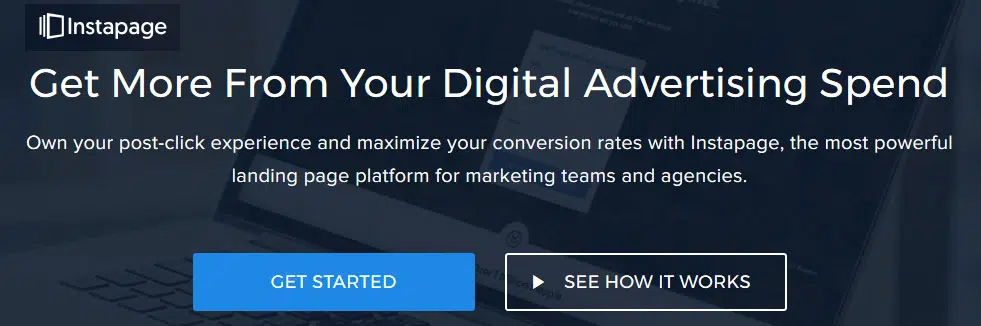 Instapage
Get More From Your Digital Advertising Spend
Own your post-click experience and maximize your conversion rates with Instapage, the most powerful
landing page platform for marketing teams and agencies.
GET STARTED
SEE HOW IT WORKS